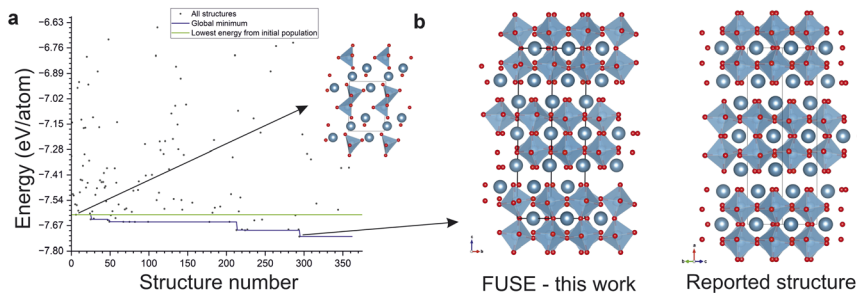 a
All structures
Global minimum
Lowest energy from initial population
Energy (eV/atom)
−6.63
−6.76
−6.89
−7.02
−7.15
−7.28
−7.41
−7.54
−7.67
−7.80
0 50 100 150 200 250 300 350
Structure number
b
c
b
FUSE - this work
a
b c
Reported structure